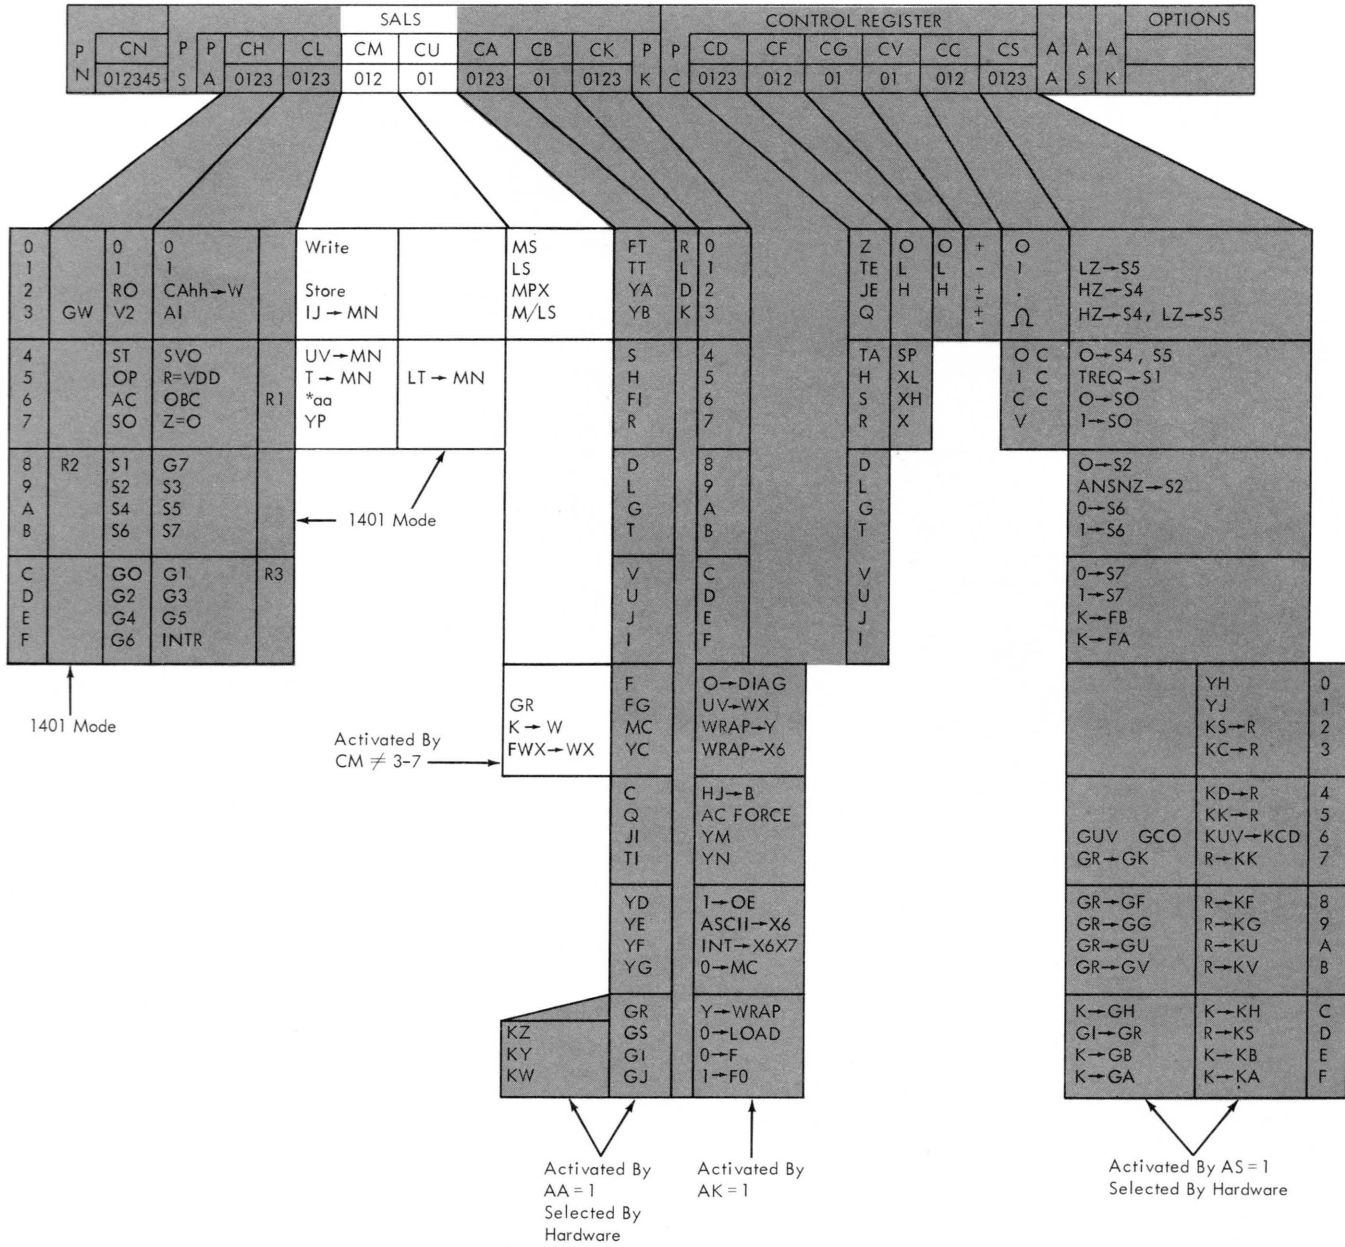 SALS CONTROL REGISTER OPTIONS
P N CN P S P A CH CL CM CU CA CB CK P K P C CD CF CG CV CC CS A A A S A K
012345 0123 0123 012 01 0123 01 0123 0123 012 01 01 012 0123
0 0 0 Write MS FT R 0 Z O O + O
1 1 1 LS TT L 1 TE L L - 1 LZ→S5
2 RO CAhh→W Store MPX YA D 2 JE H H ± . HZ→S4
3 GW V2 AI IJ→MN M/LS YB K 3 Q ± Ω HZ→S4, LZ→S5
4 ST SVO UV→MN S 4 TA SP O C O→S4, S5
5 OP R=VDD T→MN LT→MN H 5 H XL 1 C TREQ→S1
6 AC OBC R1 *aa FI 6 S XH C C O→SO
7 SO Z=O YP R 7 R X V 1→SO
8 R2 S1 G7 D 8 D O→S2
9 S2 S3 L 9 L ANSNZ→S2
A S4 S5 G A G 0→S6
B S6 S7 T B T 1→S6
1401 Mode
C GO G1 R3 V C V 0→S7
D G2 G3 U D U 1→S7
E G4 G5 J E J K→FB
F G6 INTR I F I K→FA
1401 Mode
F O→DIAG YH 0
GR FG UV→WX YJ 1
K→W MC WRAP→Y KS→R 2
FWX→WX YC WRAP→X6 KC→R 3
Activated By
CM ≠ 3-7
C HJ→B KD→R 4
Q AC FORCE KK→R 5
JI YM GUV GCO KUV→KCD 6
TI YN GR→GK R→KK 7
YD 1→OE GR→GF R→KF 8
YE ASCII→X6 GR→GG R→KG 9
YF INT→X6X7 GR→GU R→KU A
YG 0→MC GR→GV R→KV B
GR Y→WRAP K→GH K→KH C
KZ GS 0→LOAD GI→GR R→KS D
KY GI 0→F K→GB K→KB E
KW GJ 1→F0 K→GA K→KA F
Activated By
AA = 1
Selected By
Hardware
Activated By
AK = 1
Activated By AS = 1
Selected By Hardware